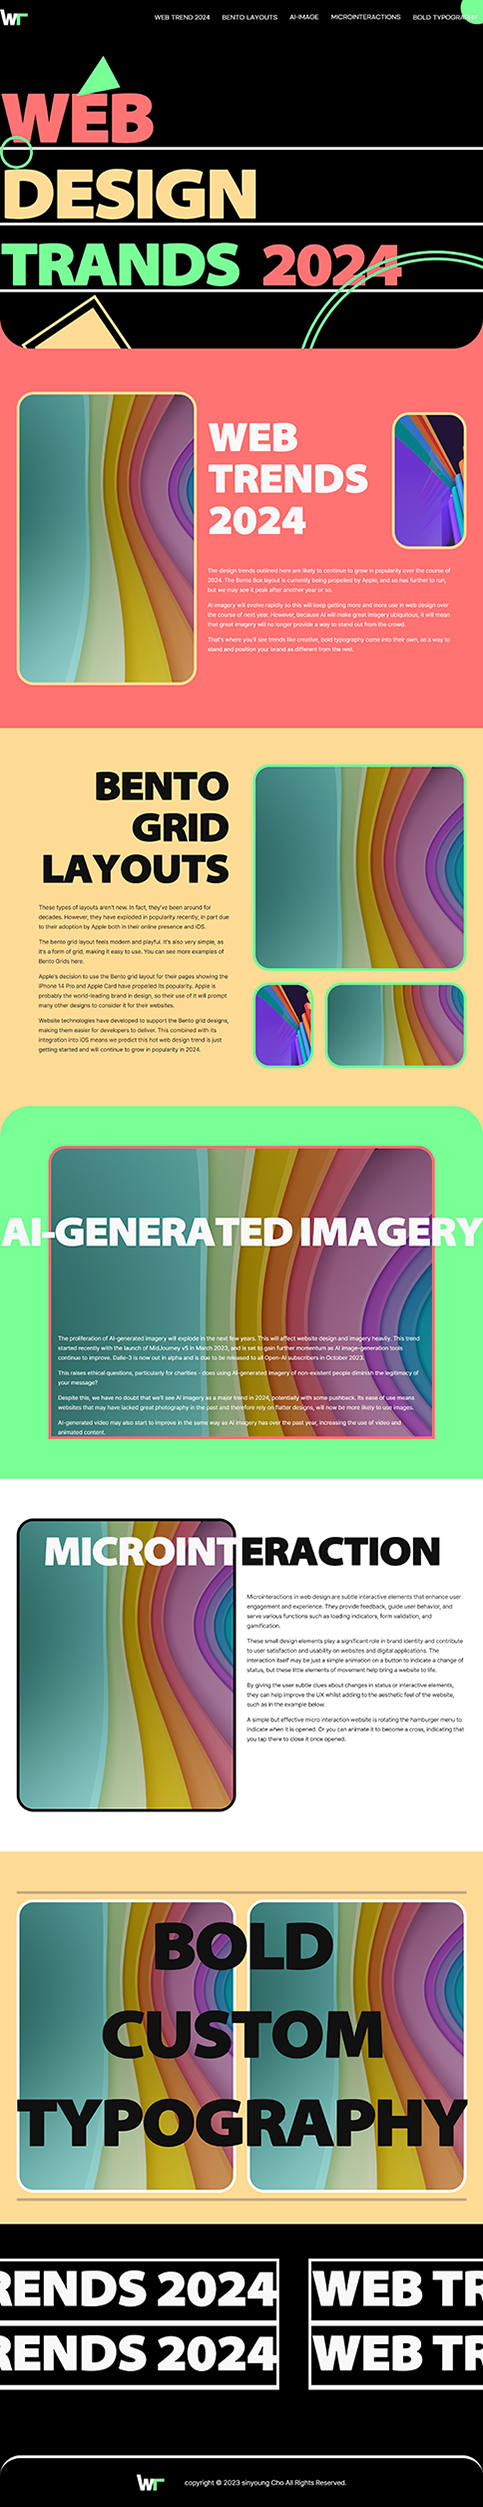 WT
WEB TREND 2024 BENTO LAYOUTS AI-IMAGE MICROINTERACTIONS BOLD TYPOGRAPHY
WEB
DESIGN
TRANDS 2024
WEB
TRENDS
2024
The design trends outlined here are likely to continue to grow in popularity over the course of
2024. The Bento Box layout is currently being propelled by Apple, and so has further to run,
but we may see it peak after another year or so.
AI imagery will evolve rapidly so this will keep getting more and more use in web design over
the course of next year. However, because AI will make great imagery ubiquitous, it will mean
that great imagery will no longer provide a way to stand out from the crowd.
That's where you'll see trends like creative, bold typography come into their own, as a way to
stand and position your brand as different from the rest.
BENTO
GRID
LAYOUTS
These types of layouts aren't new. In fact, they've been around for
decades. However, they have exploded in popularity recently, in part due
to their adoption by Apple both in their online presence and iOS.
The bento grid layout feels modern and playful. It's also very simple, as
it's a form of grid, making it easy to use. You can see more examples of
Bento Grids here.
Apple's decision to use the Bento grid layout for their pages showing the
iPhone 14 Pro and Apple Card have propelled its popularity. Apple is
probably the world-leading brand in design, so their use of it will prompt
many other designs to consider it for their websites.
Website technologies have developed to support the Bento grid designs,
making them easier for developers to deliver. This combined with its
integration into iOS means we predict this hot web design trend is just
getting started and will continue to grow in popularity in 2024.
AI-GENERATED IMAGERY
The proliferation of AI-generated imagery will explode in the next few years. This will affect website design and imagery heavily. This trend
started recently with the launch of MidJourney v5 in March 2023, and is set to gain further momentum as AI image-generation tools
continue to improve. Dalle-3 is now out in alpha and is due to be released to all Open-AI subscribers in October 2023.
This raises ethical questions, particularly for charities - does using AI-generated imagery of non-existent people diminish the legitimacy of
your message?
Despite this, we have no doubt that we'll see AI imagery as a major trend in 2024, potentially with some pushback. Its ease of use means
websites that may have lacked great photography in the past and therefore rely on flatter designs, will now be more likely to use images.
AI-generated video may also start to improve in the same way as AI imagery has over the past year, increasing the use of video and
animated content.
MICROINTERACTION
Microinteractions in web design are subtle interactive elements that enhance user
engagement and experience. They provide feedback, guide user behavior, and
serve various functions such as loading indicators, form validation, and
gamification.
These small design elements play a significant role in brand identity and contribute
to user satisfaction and usability on websites and digital applications. The
interaction itself may be just a simple animation on a button to indicate a change of
status, but these little elements of movement help bring a website to life.
By giving the user subtle clues about changes in status or interactive elements,
they can help improve the UX whilst adding to the aesthetic feel of the website,
such as in the example below.
A simple but effective micro interaction website is rotating the hamburger menu to
indicate when it is opened. Or you can animate it to become a cross, indicating that
you tap there to close it once opened.
BOLD
CUSTOM
TYPOGRAPHY
RENDS 2024 WEB TR
RENDS 2024 WEB TR
WT copyright © 2023 sinyoung Cho All Rights Reserved.